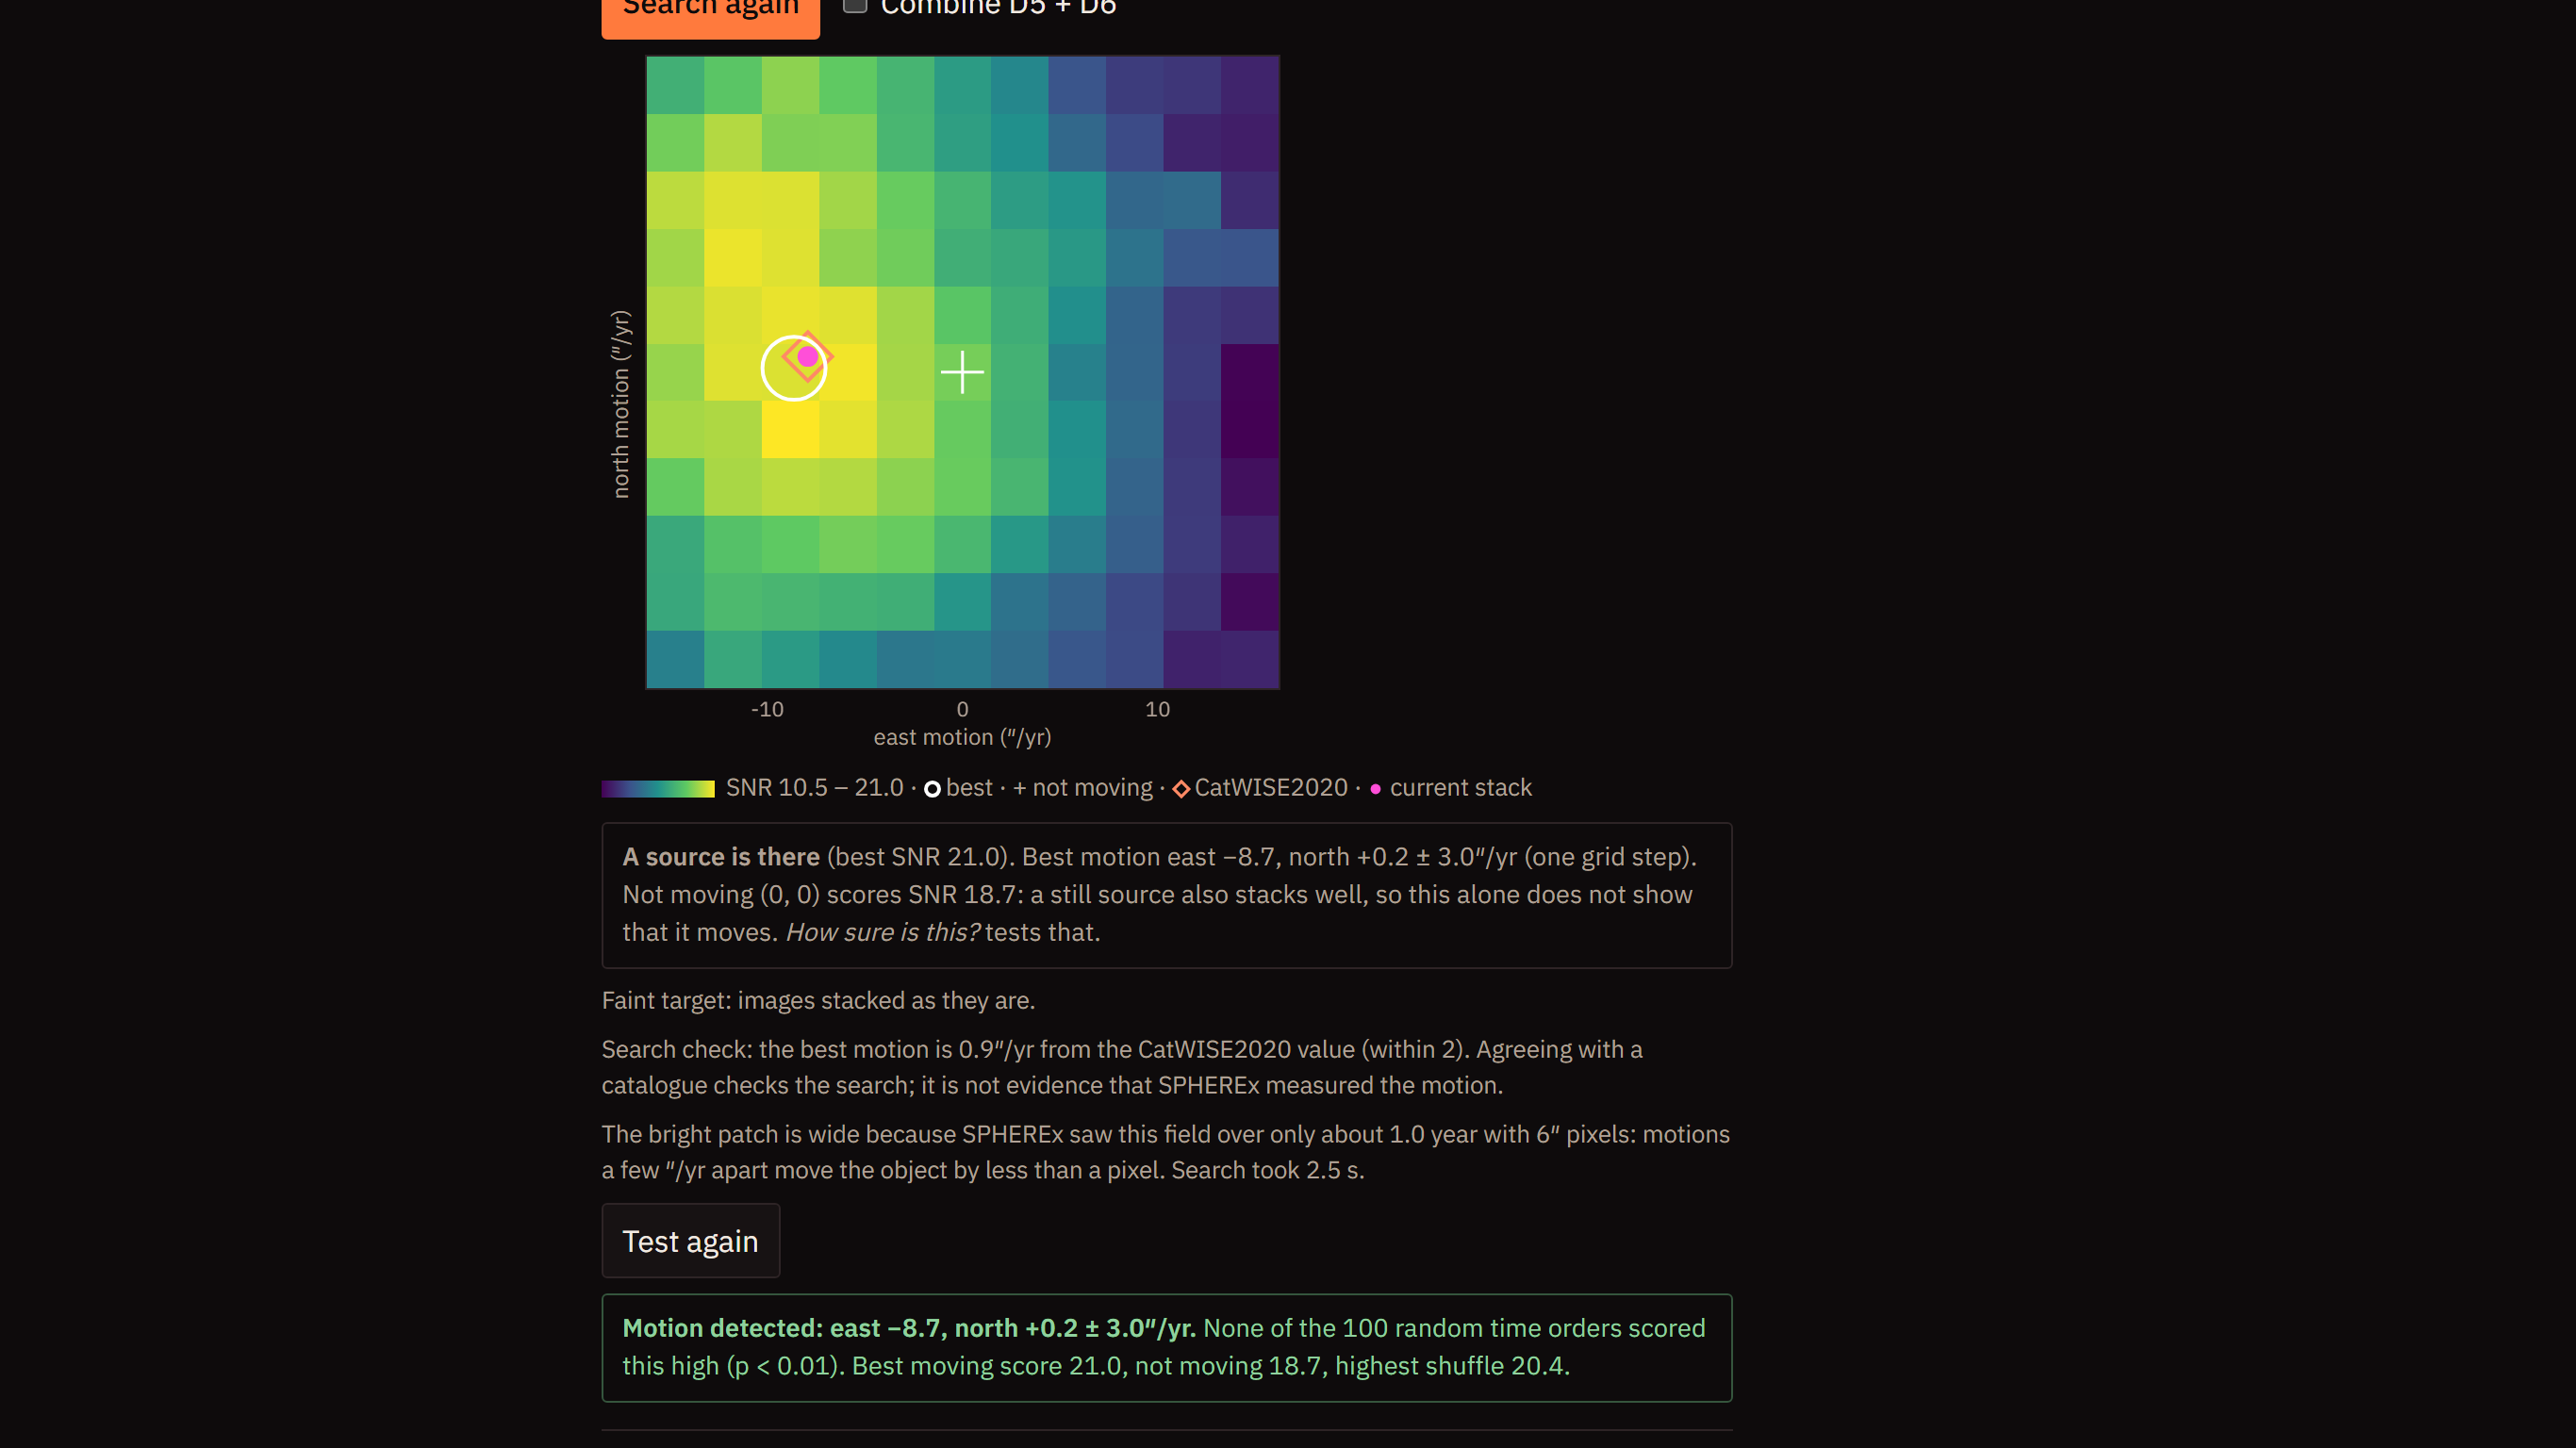 Search again
Combine D5 + D6
north motion (″/yr)
-10 0 10
east motion (″/yr)
SNR 10.5 – 21.0 · best · + not moving · CatWISE2020 · current stack
A source is there (best SNR 21.0). Best motion east −8.7, north +0.2 ± 3.0″/yr (one grid step).
Not moving (0, 0) scores SNR 18.7: a still source also stacks well, so this alone does not show
that it moves. How sure is this? tests that.
Faint target: images stacked as they are.
Search check: the best motion is 0.9″/yr from the CatWISE2020 value (within 2). Agreeing with a
catalogue checks the search; it is not evidence that SPHEREx measured the motion.
The bright patch is wide because SPHEREx saw this field over only about 1.0 year with 6″ pixels: motions
a few ″/yr apart move the object by less than a pixel. Search took 2.5 s.
Test again
Motion detected: east −8.7, north +0.2 ± 3.0″/yr. None of the 100 random time orders scored
this high (p < 0.01). Best moving score 21.0, not moving 18.7, highest shuffle 20.4.